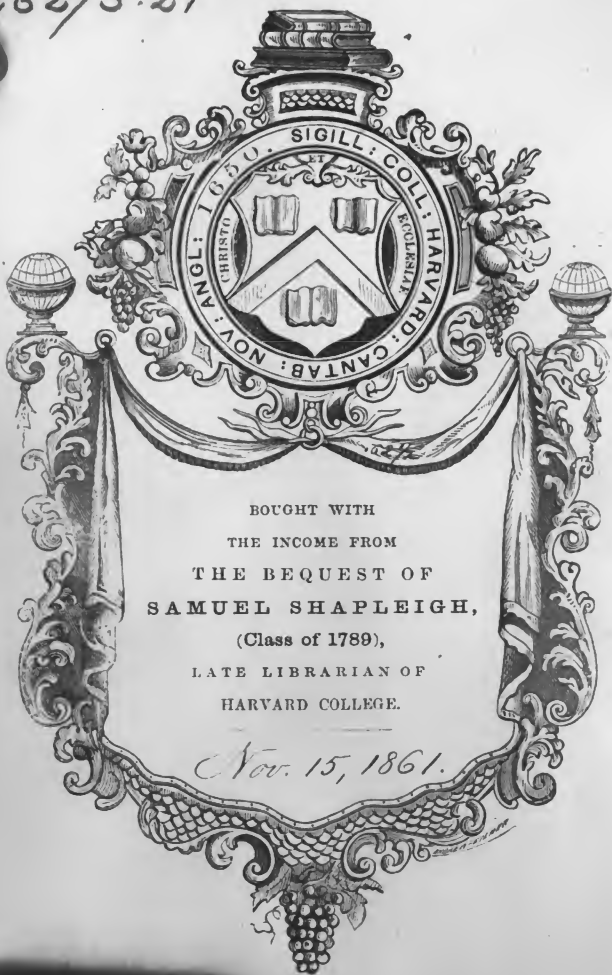 SIGILL: COLL: HARVARD: CANTAB: NOV: ANGL: 1650.
CHRISTO
ET
ECCLESIAE
BOUGHT WITH
THE INCOME FROM
THE BEQUEST OF
SAMUEL SHAPLEIGH,
(Class of 1789),
LATE LIBRARIAN OF
HARVARD COLLEGE.
Nov. 15, 1861.